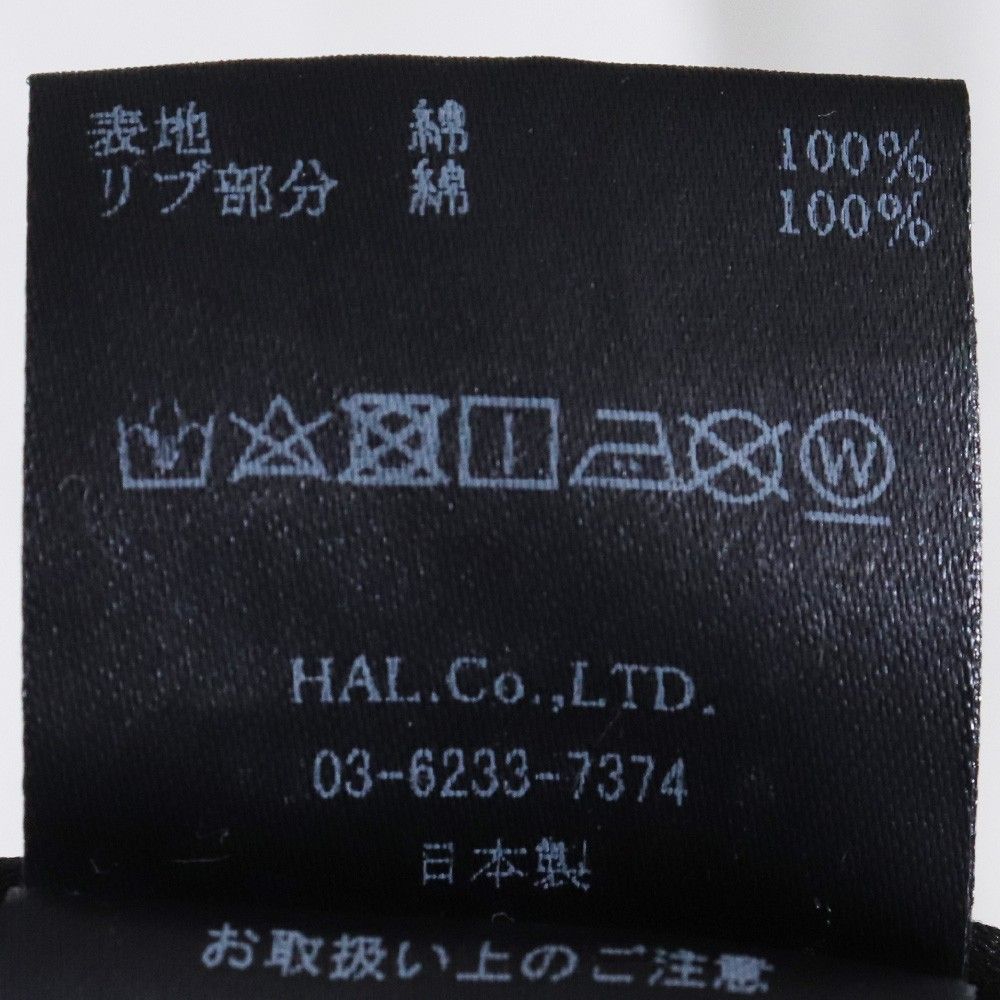 表地 綿 100%
リブ部分 綿 100%
W
HAL.Co.,LTD.
03-6233-7374
日本製
お取扱い上のご注意